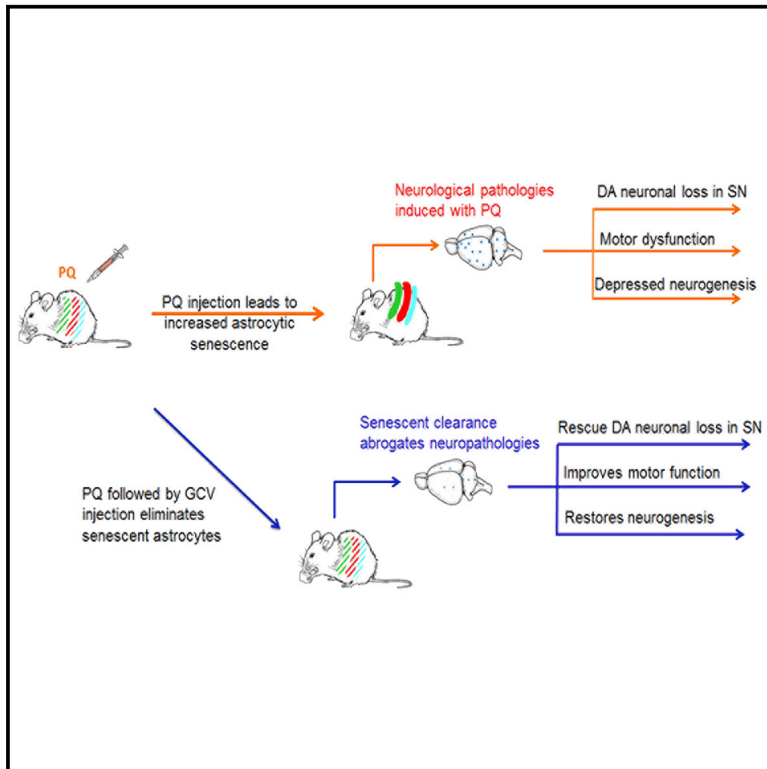 PQ
PQ injection leads to
increased astrocytic
senescence
Neurological pathologies
induced with PQ
DA neuronal loss in SN
Motor dysfunction
Depressed neurogenesis
PQ followed by GCV
injection eliminates
senescent astrocytes
Senescent clearance
abrogates neuropathologies
Rescue DA neuronal loss in SN
Improves motor function
Restores neurogenesis